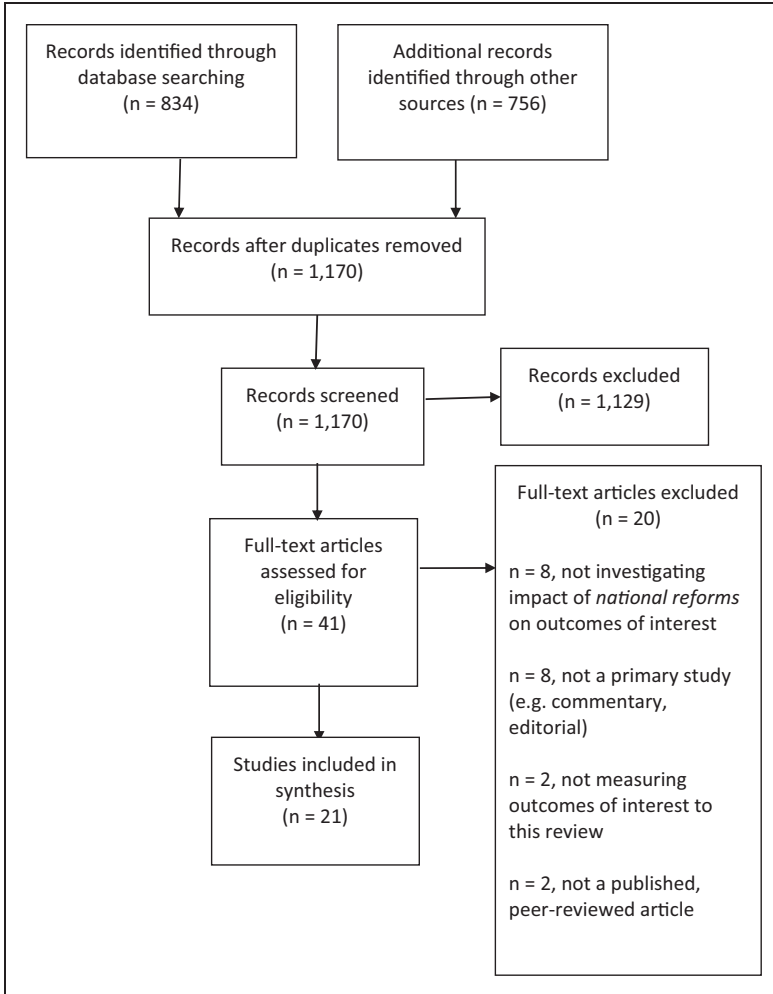 Records identified through
database searching
(n = 834)
Additional records
identified through other
sources (n = 756)
Records after duplicates removed
(n = 1,170)
Records screened
(n = 1,170)
Records excluded
(n = 1,129)
Full-text articles
assessed for
eligibility
(n = 41)
Full-text articles excluded
(n = 20)
n = 8, not investigating
impact of national reforms
on outcomes of interest
n = 8, not a primary study
(e.g. commentary,
editorial)
n = 2, not measuring
outcomes of interest to
this review
n = 2, not a published,
peer-reviewed article
Studies included in
synthesis
(n = 21)